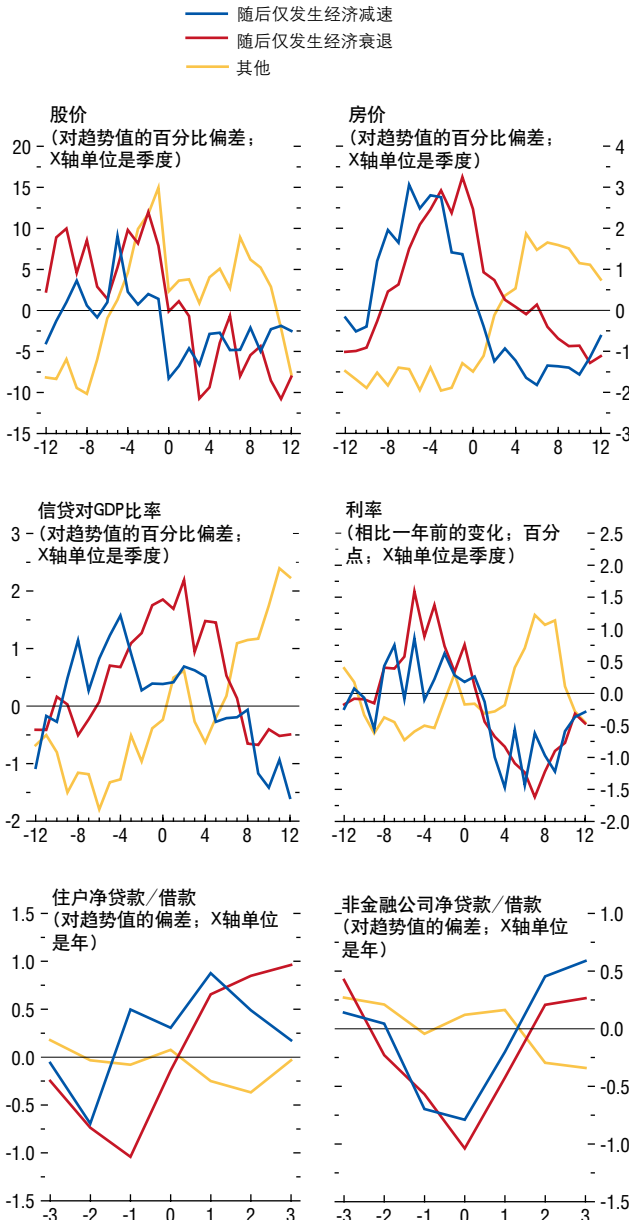 随后仅发生经济减速
随后仅发生经济衰退
其他
股价
(对趋势值的百分比偏差；
X轴单位是季度)
20
15
10
5
0
-5
-10
-15
-12 -8 -4 0 4 8 12
房价
(对趋势值的百分比偏差；
X轴单位是季度)
4
3
2
1
0
-1
-2
-3
-12 -8 -4 0 4 8 12
信贷对GDP比率
(对趋势值的百分比偏差；
X轴单位是季度)
3
2
1
0
-1
-2
-12 -8 -4 0 4 8 12
利率
(相比一年前的变化；百分
点；X轴单位是季度)
2.5
2.0
1.5
1.0
0.5
0.0
-0.5
-1.0
-1.5
-2.0
-12 -8 -4 0 4 8 12
住户净贷款/借款
(对趋势值的偏差；X轴单位
是年)
1.5
1.0
0.5
0.0
-0.5
-1.0
-1.5
-3 -2 -1 0 1 2 3
非金融公司净贷款/借款
(对趋势值的偏差；X轴单位
是年)
1.0
0.5
0.0
-0.5
-1.0
-1.5
-3 -2 -1 0 1 2 3